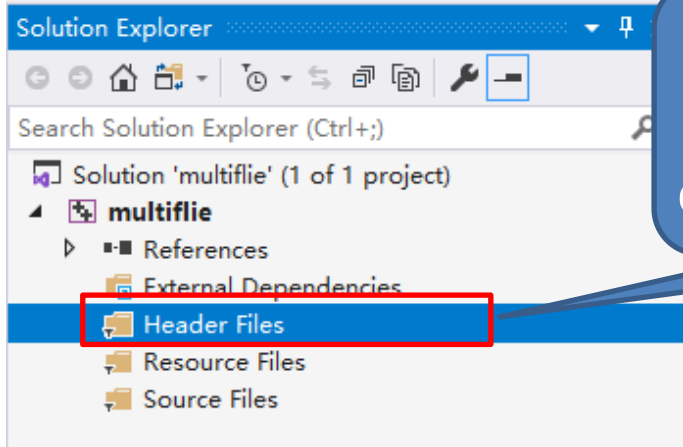 Solution Explorer
Search Solution Explorer (Ctrl+;)
Solution 'multiflie' (1 of 1 project)
multiflie
References
External Dependencies
Header Files
Resource Files
Source Files